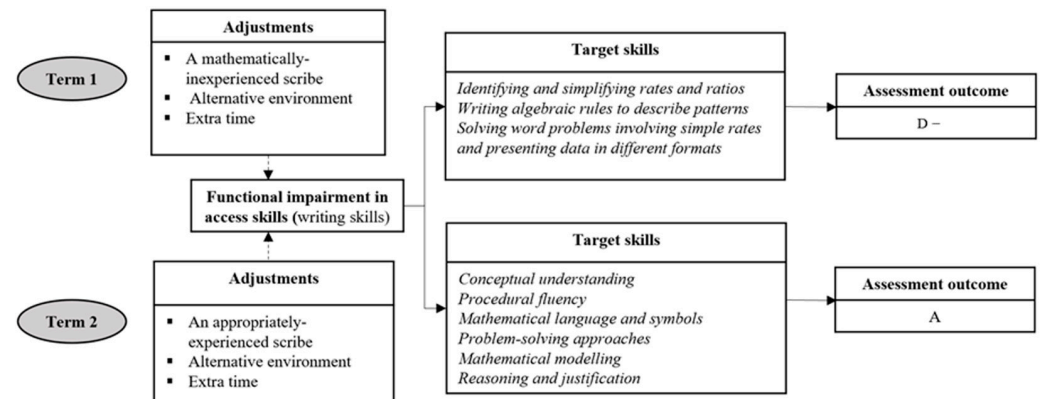 Term 1
Adjustments
▪ A mathematically-
inexperienced scribe
▪ Alternative environment
▪ Extra time
Target skills
Identifying and simplifying rates and ratios
Writing algebraic rules to describe patterns
Solving word problems involving simple rates
and presenting data in different formats
Assessment outcome
D –
Functional impairment in
access skills (writing skills)
Term 2
Adjustments
▪ An appropriately-
experienced scribe
▪ Alternative environment
▪ Extra time
Target skills
Conceptual understanding
Procedural fluency
Mathematical language and symbols
Problem-solving approaches
Mathematical modelling
Reasoning and justification
Assessment outcome
A